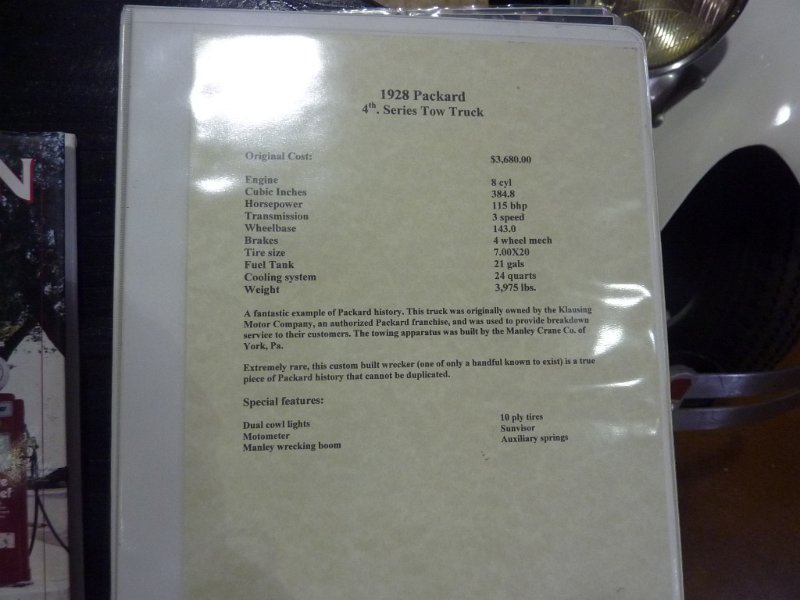 1928 Packard
4th. Series Tow Truck
Original Cost: $3,680.00
Engine 8 cyl
Cubic Inches 384.8
Horsepower 115 bhp
Transmission 3 speed
Wheelbase 143.0
Brakes 4 wheel mech
Tire size 7.00X20
Fuel Tank 21 gals
Cooling system 24 quarts
Weight 3,975 lbs.
A fantastic example of Packard history. This truck was originally owned by the Klausing
Motor Company, an authorized Packard franchise, and was used to provide breakdown
service to their customers. The towing apparatus was built by the Manley Crane Co. of
York, Pa.
Extremely rare, this custom built wrecker (one of only a handful known to exist) is a true
piece of Packard history that cannot be duplicated.
Special features:
Dual cowl lights 10 ply tires
Motometer Sunvisor
Manley wrecking boom Auxiliary springs
N